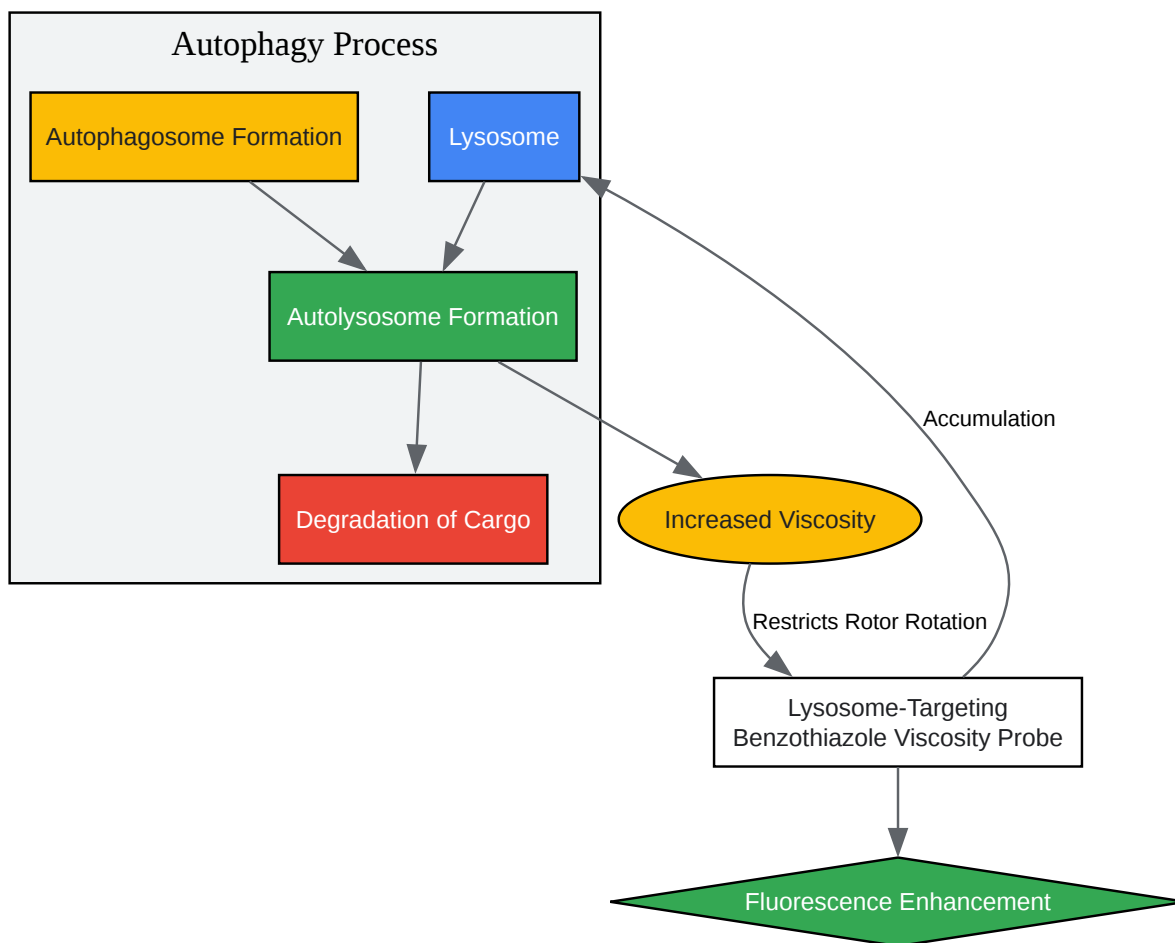 Autophagy Process
Autophagosome Formation
Lysosome
Autolysosome Formation
Accumulation
Degradation of Cargo
Increased Viscosity
Restricts Rotor Rotation
Lysosome-Targeting
Benzothiazole Viscosity Probe
Fluorescence Enhancement